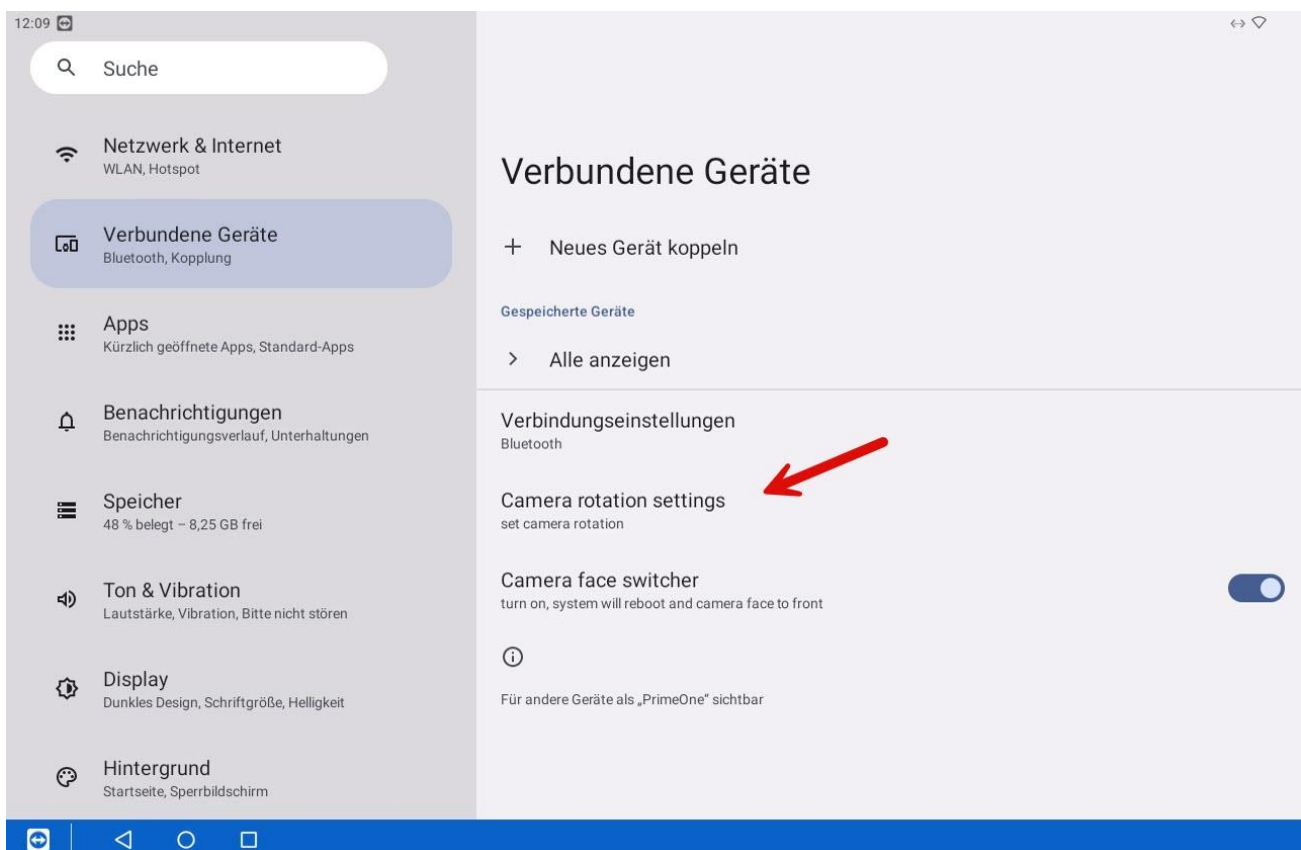 12:09
Suche
Netzwerk & Internet
WLAN, Hotspot
Verbundene Geräte
Bluetooth, Kopplung
Apps
Kürzlich geöffnete Apps, Standard-Apps
Benachrichtigungen
Benachrichtigungsverlauf, Unterhaltungen
Speicher
48 % belegt – 8,25 GB frei
Ton & Vibration
Lautstärke, Vibration, Bitte nicht stören
Display
Dunkles Design, Schriftgröße, Helligkeit
Hintergrund
Startseite, Sperrbildschirm
Verbundene Geräte
Neues Gerät koppeln
Gespeicherte Geräte
Alle anzeigen
Verbindungseinstellungen
Bluetooth
Camera rotation settings
set camera rotation
Camera face switcher
turn on, system will reboot and camera face to front
Für andere Geräte als „PrimeOne“ sichtbar